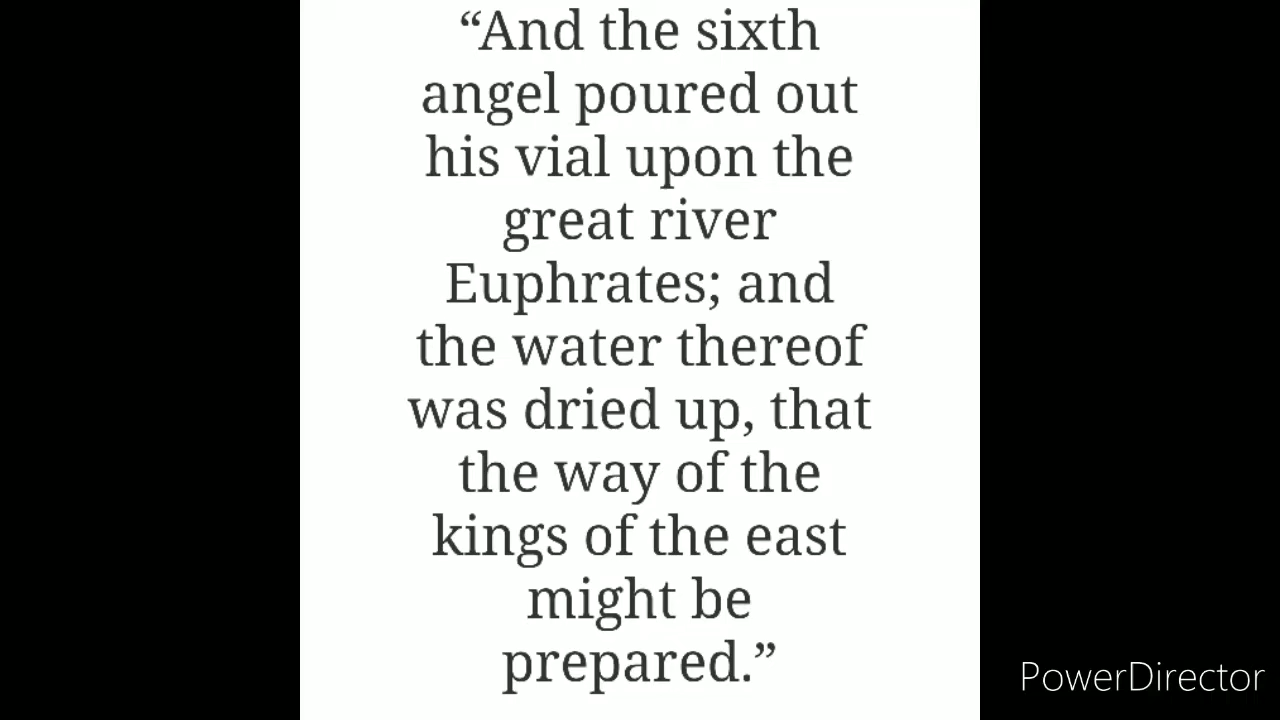 “And the sixth
angel poured out
his vial upon the
great river
Euphrates; and
the water thereof
was dried up, that
the way of the
kings of the east
might be
prepared.”
PowerDirector